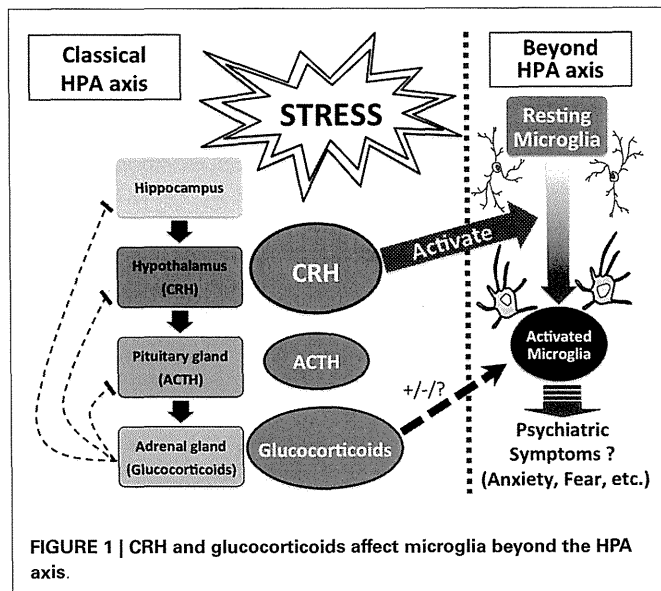 Classical
HPA axis
STRESS
Beyond
HPA axis
Resting
Microglia
Hippocampus
Activate
Hypothalamus
(CRH)
CRH
Pituitary gland
(ACTH)
ACTH
Activated
Microglia
+/-/?
Adrenal gland
(Glucocorticoids)
Glucocorticoids
Psychiatric
Symptoms ?
(Anxiety, Fear, etc.)
FIGURE 1 | CRH and glucocorticoids affect microglia beyond the HPA
axis.